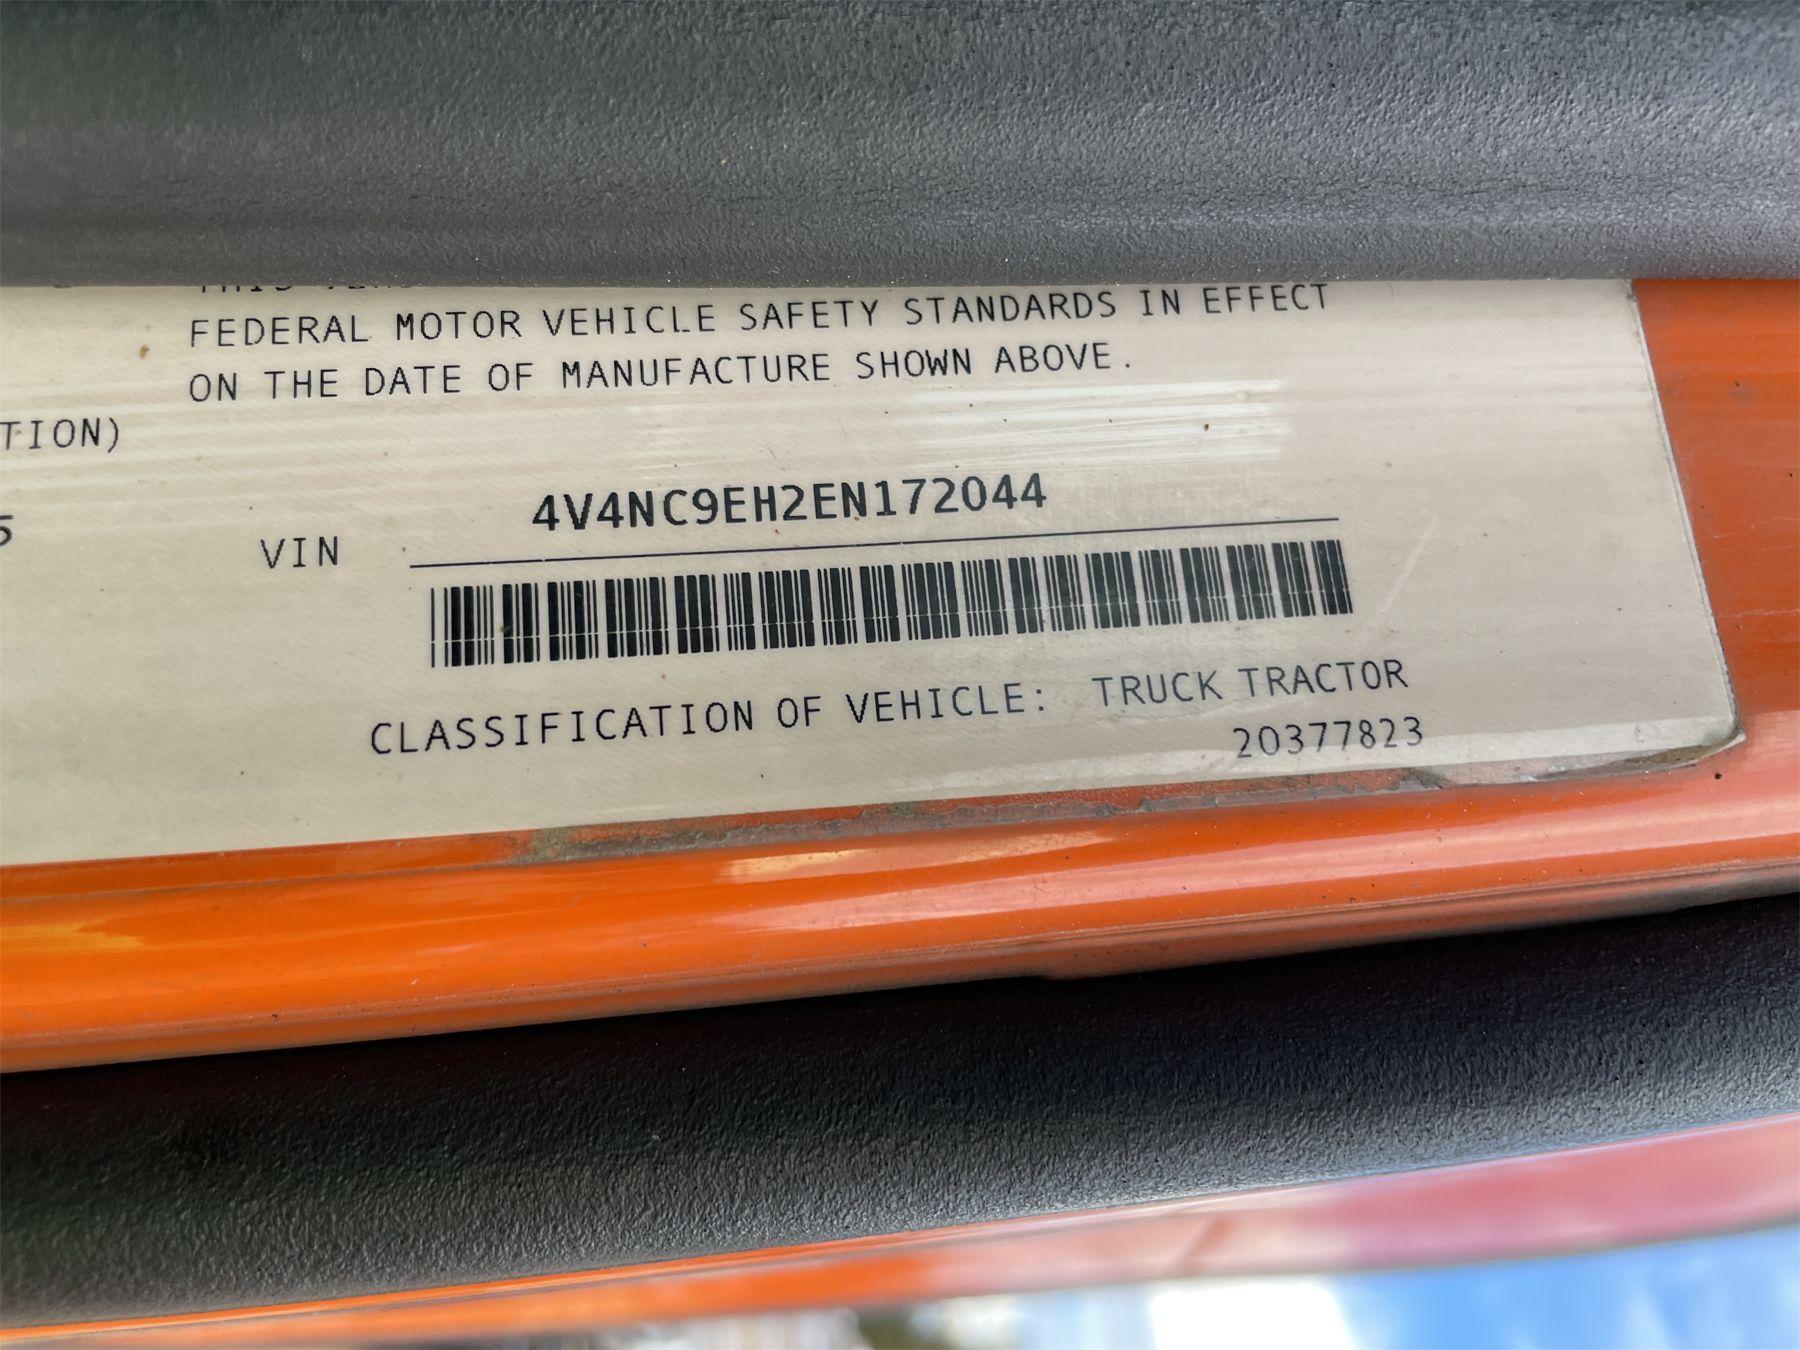 FEDERAL MOTOR VEHICLE SAFETY STANDARDS IN EFFECT
ON THE DATE OF MANUFACTURE SHOWN ABOVE.
TION)
5
4V4NC9EH2EN172044
VIN
CLASSIFICATION OF VEHICLE: TRUCK TRACTOR
20377823